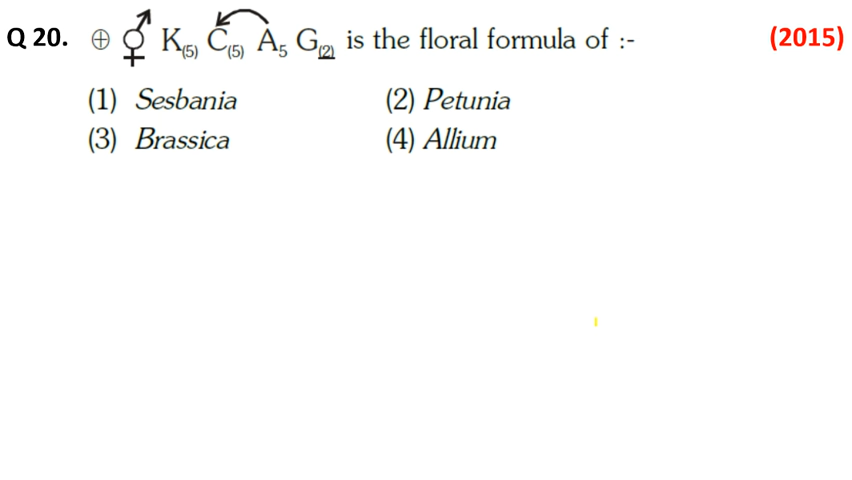 Q 20. ⊕ ⚥ K(5) C(5) A5 G(2) is the floral formula of :- (2015)
(1) Sesbania (2) Petunia
(3) Brassica (4) Allium